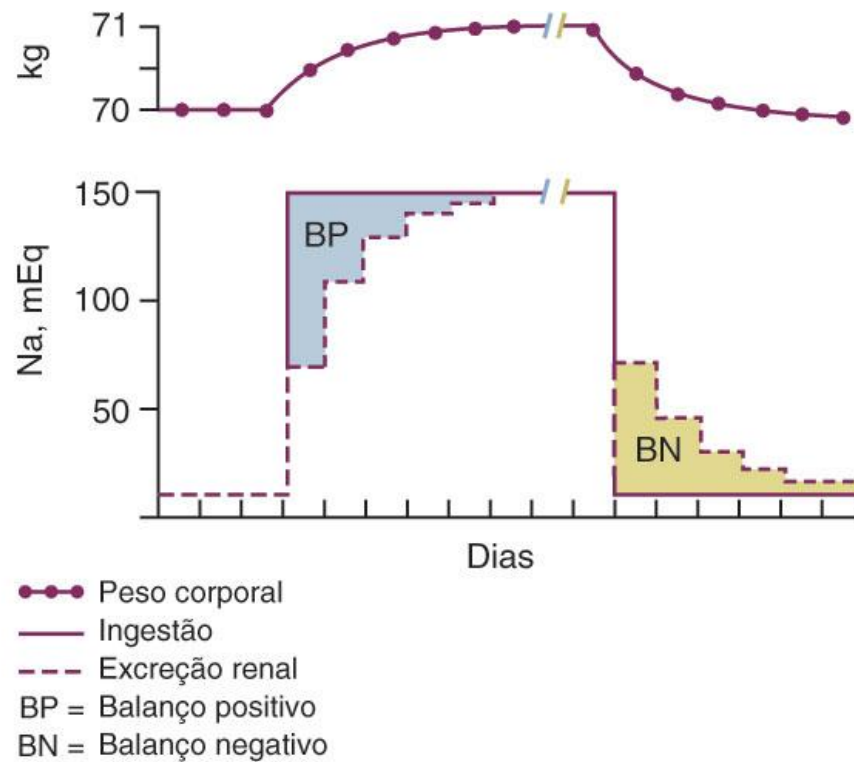 71
kg
70
150
BP
Na, mEq
100
50
BN
Dias
Peso corporal
Ingestão
Excreção renal
BP = Balanço positivo
BN = Balanço negativo